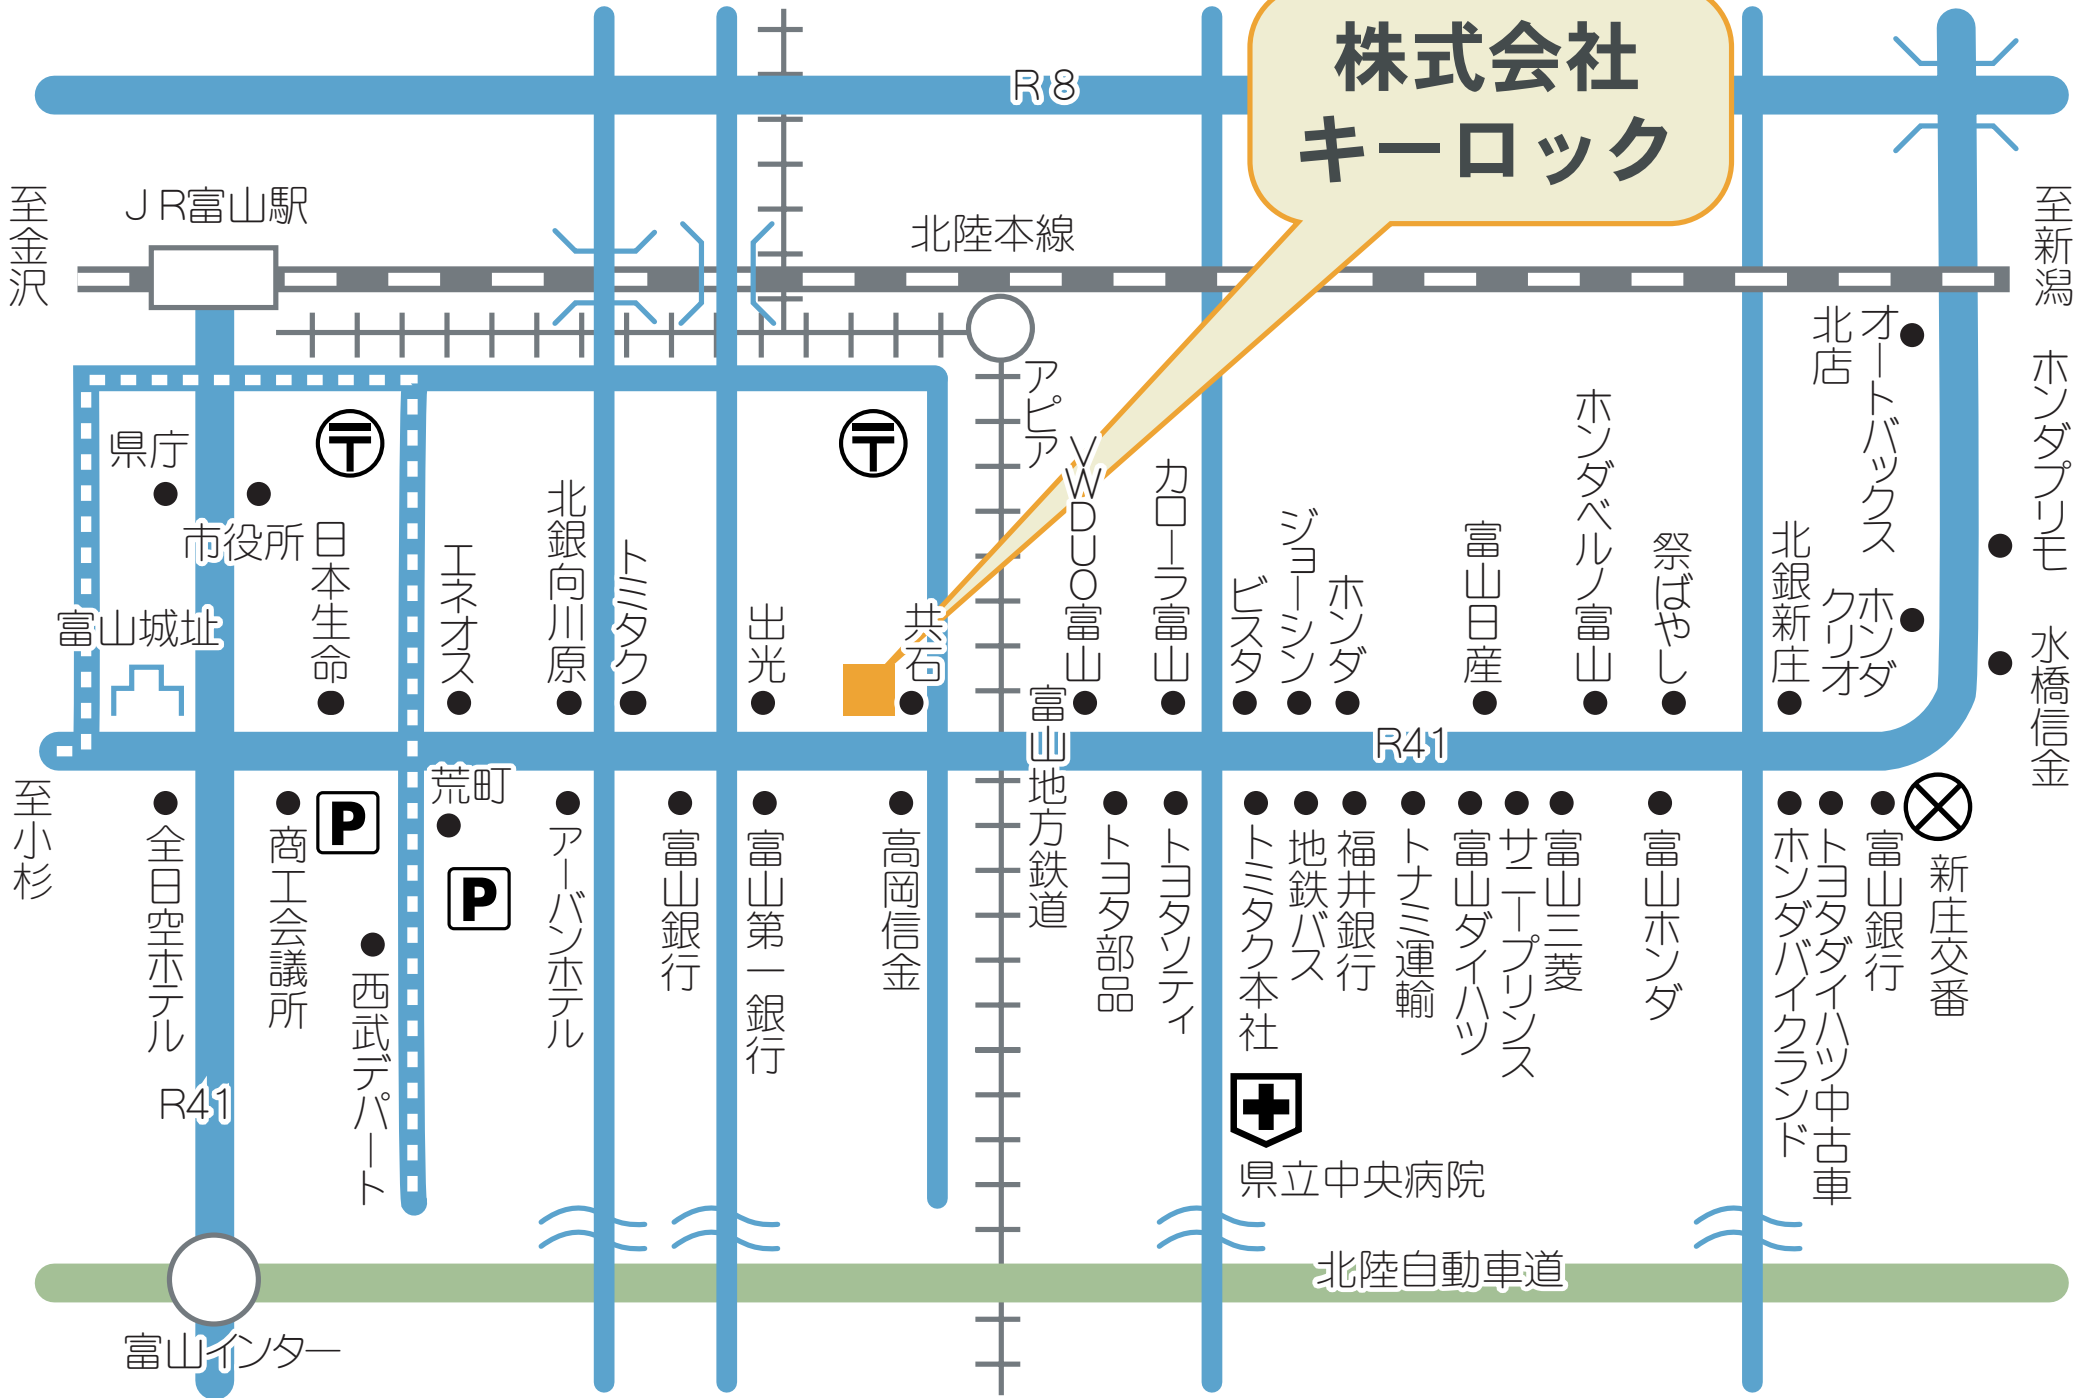 株式会社
キーロック
R8
至金沢
JR富山駅
北陸本線
至新潟
アピア
北店
オートバックス
ホンダプリモ
県庁
市役所
富山城址
日本生命
エネオス
北銀向川原
トミタク
出光
共石
VWDUO富山
カローラ富山
ビスタ
ジョーシン
ホンダ
富山日産
ホンダベルノ富山
祭ばやし
北銀新庄
ホンダ
クリオ
水橋信金
R41
富山地方鉄道
至小杉
全日空ホテル
商工会議所
P
荒町
P
西武デパート
アーバンホテル
富山銀行
富山第一銀行
高岡信金
トヨタ部品
トヨタソティ
トミタク本社
地鉄バス
福井銀行
トナミ運輸
富山ダイハツ
サニープリンス
富山三菱
富山ホンダ
ホンダバイクランド
トヨタダイハツ中古車
富山銀行
新庄交番
R41
県立中央病院
北陸自動車道
富山インター